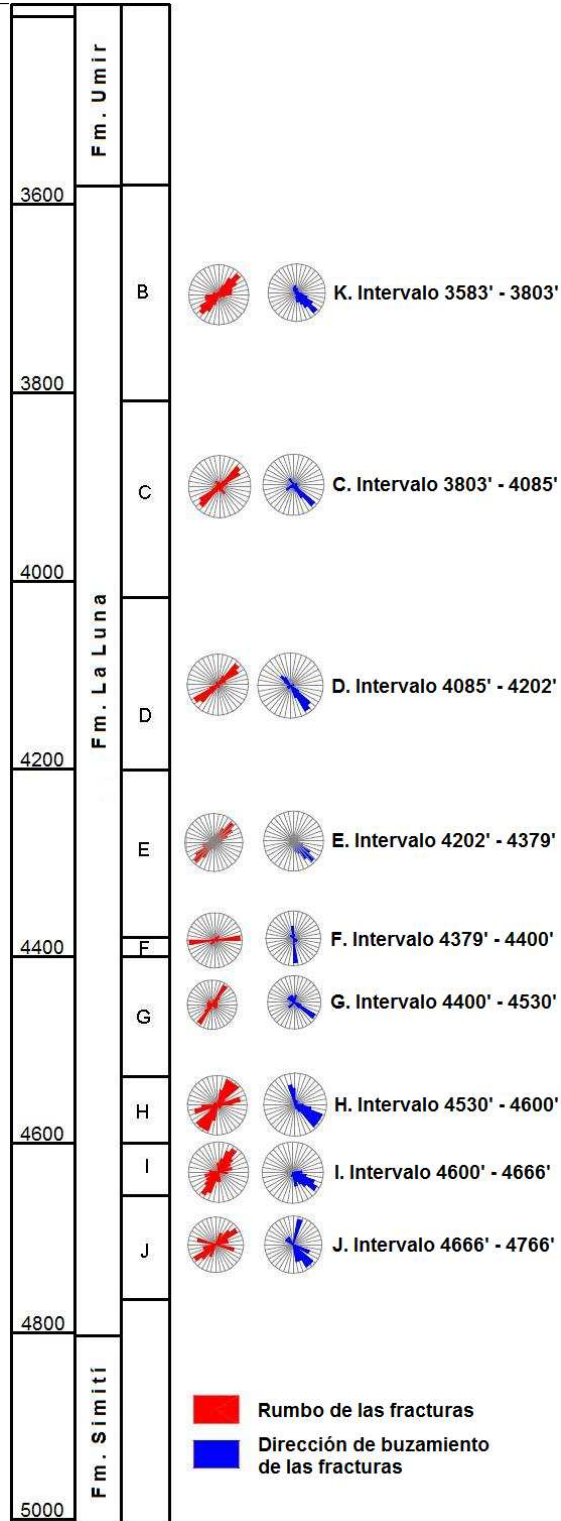 Fm. Umir
3600
B
K. Intervalo 3583' - 3803'
3800
C
C. Intervalo 3803' - 4085'
4000
Fm. La Luna
D. Intervalo 4085' - 4202'
D
4200
E
E. Intervalo 4202' - 4379'
F
F. Intervalo 4379' - 4400'
4400
G
G. Intervalo 4400' - 4530'
H
H. Intervalo 4530' - 4600'
4600
I
I. Intervalo 4600' - 4666'
J
J. Intervalo 4666' - 4766'
4800
Fm. Simití
Rumbo de las fracturas
Dirección de buzamiento
de las fracturas
5000